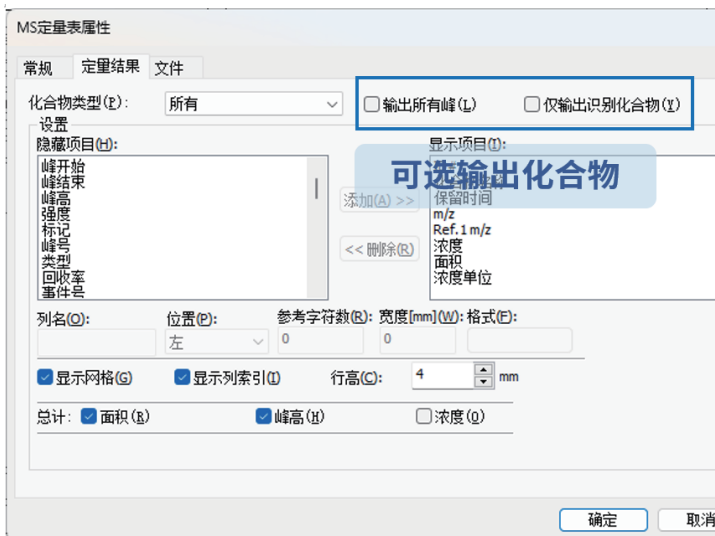 MS定量表属性
常规 定量结果 文件
化合物类型(P): 所有 输出所有峰(L) 仅输出识别化合物(Y)
设置
隐藏项目(H): 显示项目(I):
可选输出化合物
峰开始
峰结束
峰高
强度
标记
峰号
类型
回收率
事件号
添加(A) >>
<< 删除(R)
保留时间
m/z
Ref.1 m/z
浓度
面积
浓度单位
列名(O): 位置(P): 参考字符数(R): 宽度[mm](W): 格式(F):
左 0 0
显示网格(G) 显示列索引(I) 行高(C): 4 mm
总计: 面积(R) 峰高(H) 浓度(O)
确定 取消